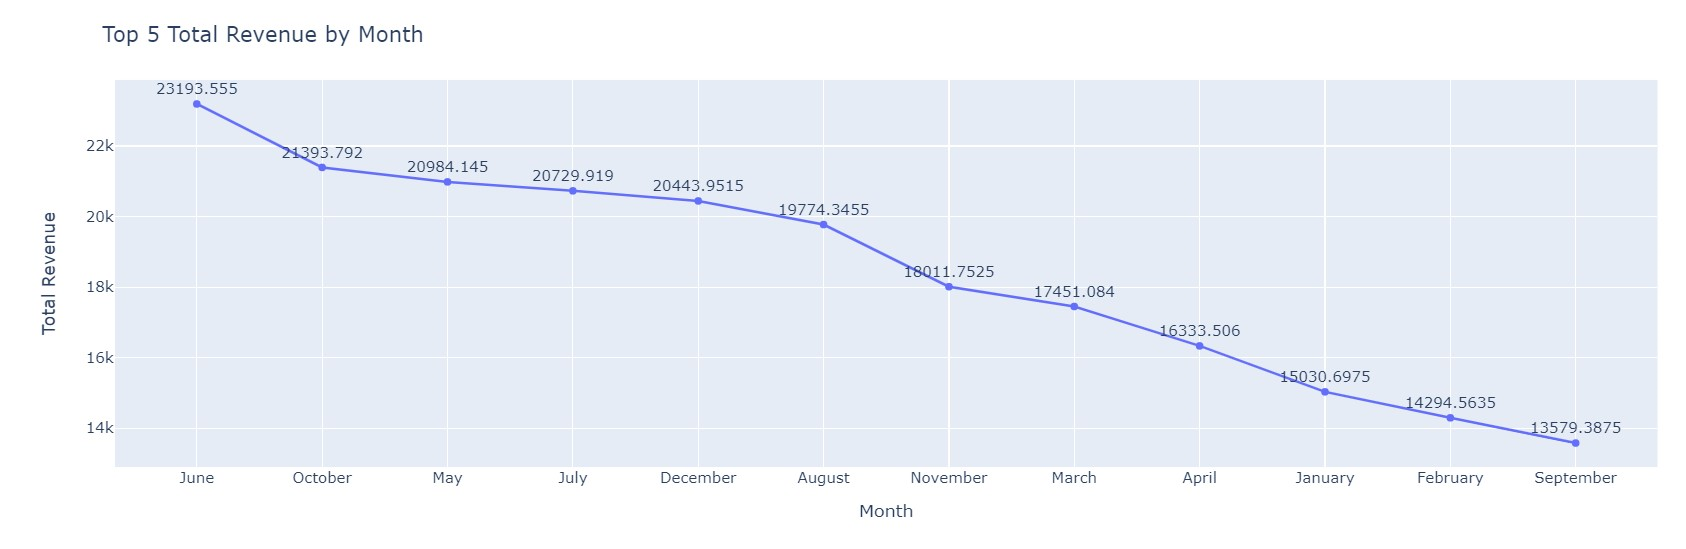 Top 5 Total Revenue by Month
23193.555
21393.792
20984.145
20729.919
20443.9515
19774.3455
18011.7525
17451.084
16333.506
15030.6975
14294.5635
13579.3875
22k
20k
18k
16k
14k
Total Revenue
June October May July December August November March April January February September
Month